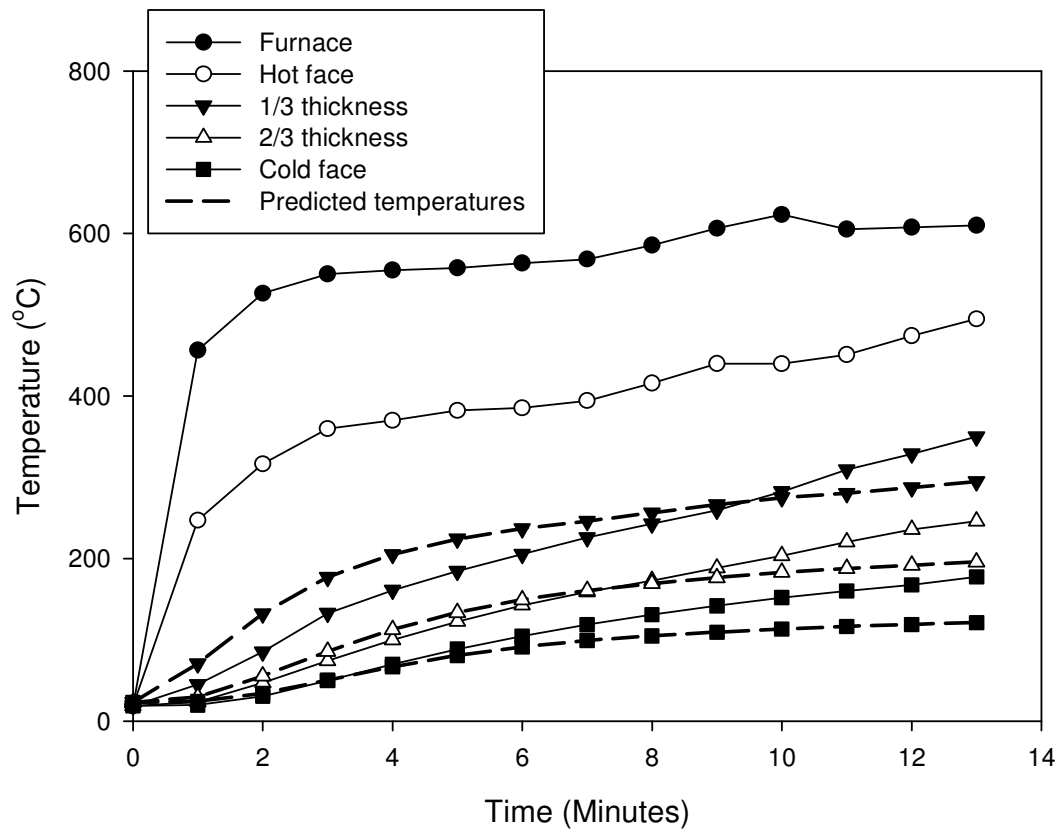 Furnace
Hot face
1/3 thickness
2/3 thickness
Cold face
Predicted temperatures
800
600
400
200
0
Temperature (°C)
0 2 4 6 8 10 12 14
Time (Minutes)